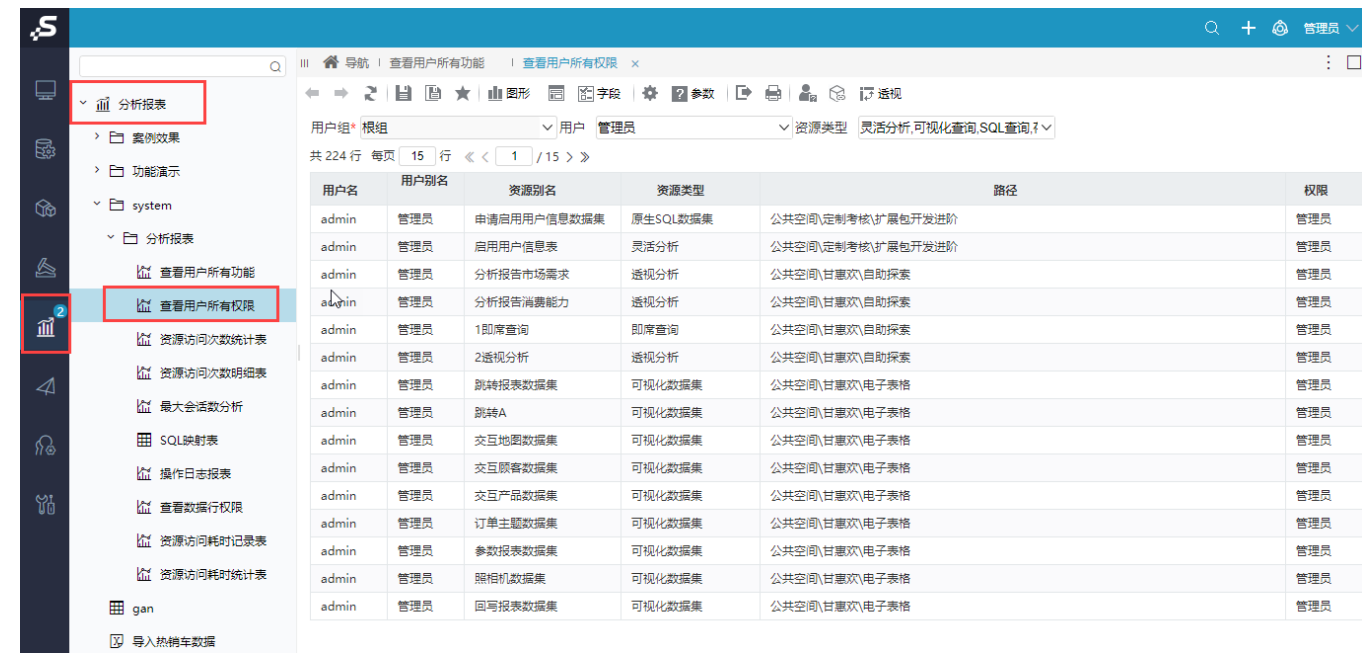 S
管理员
导航 查看用户所有功能 查看用户所有权限 ×
分析报表
案例效果
功能演示
system
分析报表
查看用户所有功能
查看用户所有权限
2
资源访问次数统计表
资源访问次数明细表
最大会话数分析
SQL映射表
操作日志报表
查看数据行权限
资源访问耗时记录表
资源访问耗时统计表
gan
导入热销车数据
图形 字段 参数 透视
用户组* 根组 用户 管理员 资源类型 灵活分析,可视化查询,SQL查询,
共 224 行 每页 15 行 1 / 15
用户名 用户别名 资源别名 资源类型 路径 权限
admin 管理员 申请启用用户信息数据集 原生SQL数据集 公共空间\定制考核\扩展包开发进阶 管理员
admin 管理员 启用用户信息表 灵活分析 公共空间\定制考核\扩展包开发进阶 管理员
admin 管理员 分析报告市场需求 透视分析 公共空间\甘惠欢\自助探索 管理员
admin 管理员 分析报告消费能力 透视分析 公共空间\甘惠欢\自助探索 管理员
admin 管理员 1即席查询 即席查询 公共空间\甘惠欢\自助探索 管理员
admin 管理员 2透视分析 透视分析 公共空间\甘惠欢\自助探索 管理员
admin 管理员 跳转报表数据集 可视化数据集 公共空间\甘惠欢\电子表格 管理员
admin 管理员 跳转A 可视化数据集 公共空间\甘惠欢\电子表格 管理员
admin 管理员 交互地图数据集 可视化数据集 公共空间\甘惠欢\电子表格 管理员
admin 管理员 交互顾客数据集 可视化数据集 公共空间\甘惠欢\电子表格 管理员
admin 管理员 交互产品数据集 可视化数据集 公共空间\甘惠欢\电子表格 管理员
admin 管理员 订单主题数据集 可视化数据集 公共空间\甘惠欢\电子表格 管理员
admin 管理员 参数报表数据集 可视化数据集 公共空间\甘惠欢\电子表格 管理员
admin 管理员 照相机数据集 可视化数据集 公共空间\甘惠欢\电子表格 管理员
admin 管理员 回写报表数据集 可视化数据集 公共空间\甘惠欢\电子表格 管理员